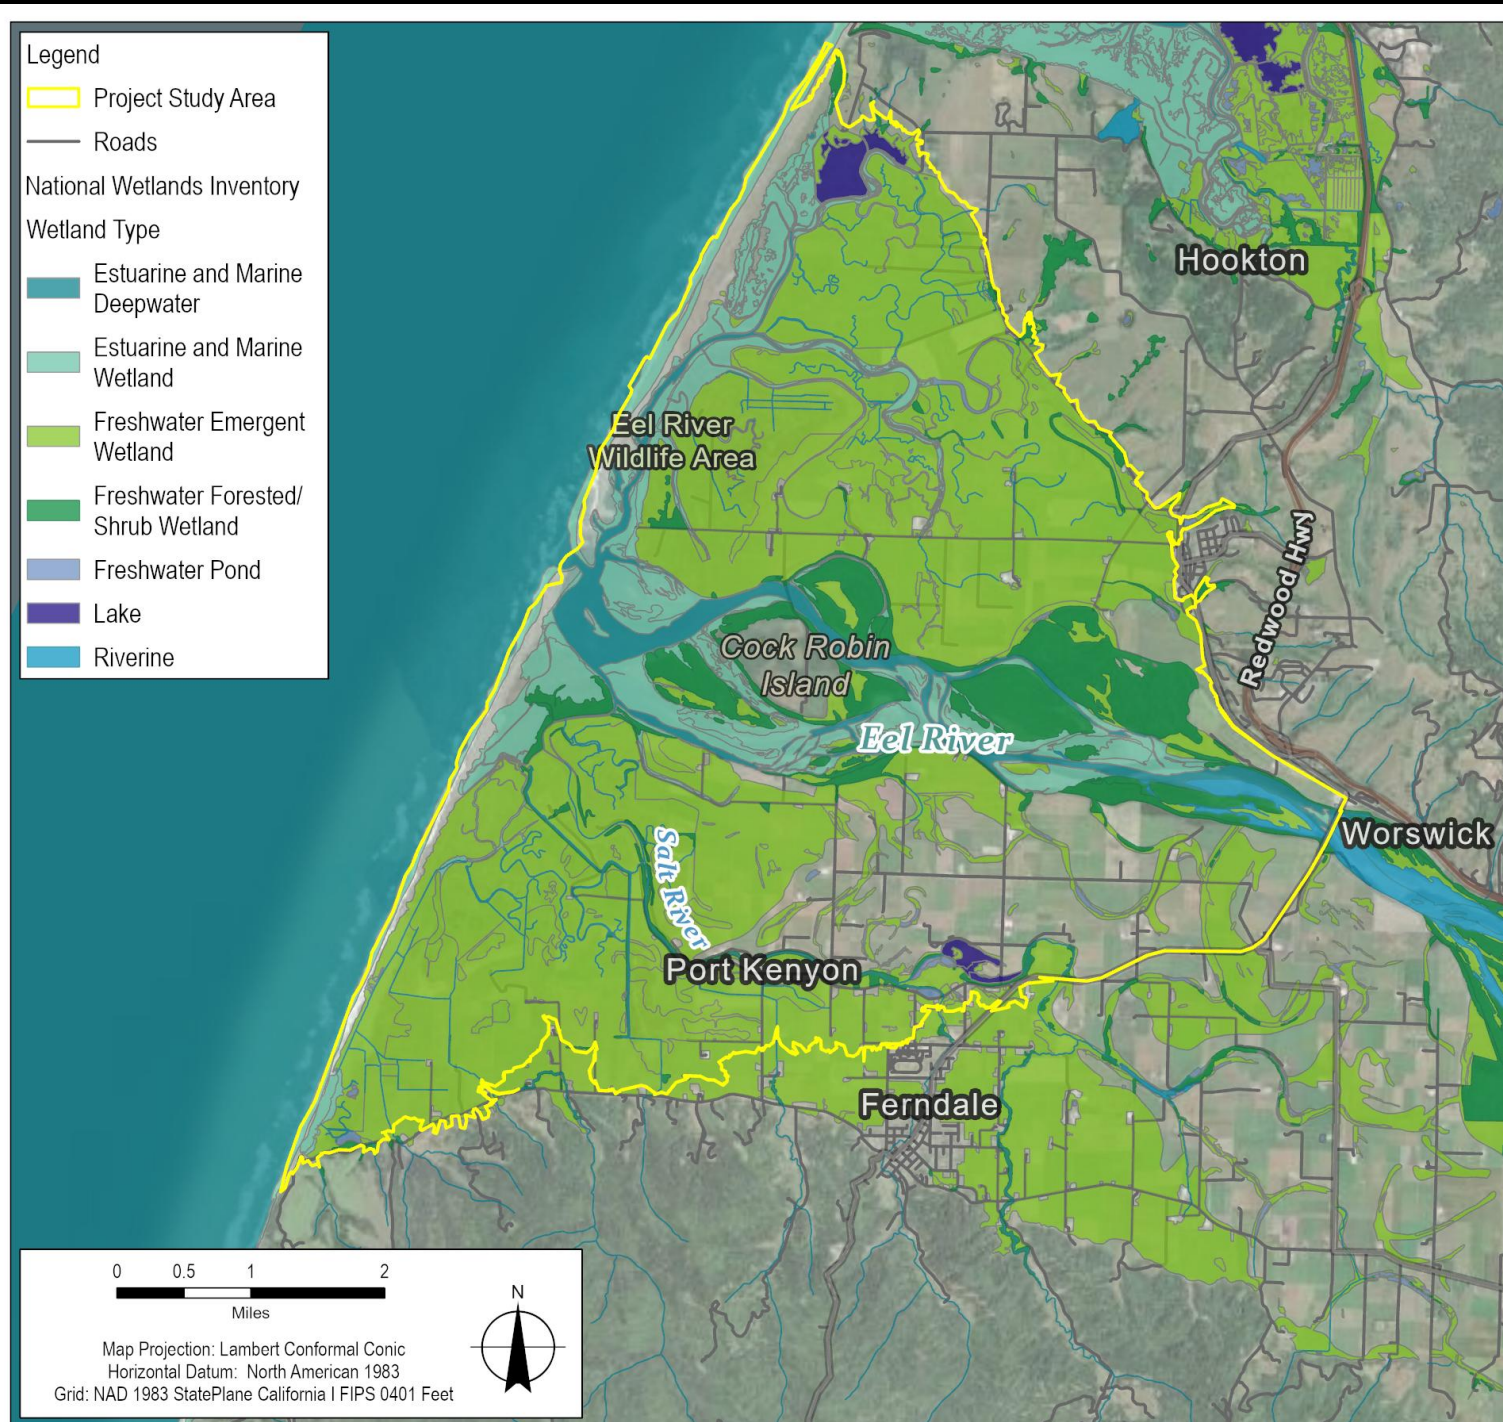 Legend
Project Study Area
Roads
National Wetlands Inventory
Wetland Type
Estuarine and Marine
Deepwater
Estuarine and Marine
Wetland
Freshwater Emergent
Wetland
Freshwater Forested/
Shrub Wetland
Freshwater Pond
Lake
Riverine
Hookton
Eel River
Wildlife Area
Redwood Hwy
Cock Robin
Island
Eel River
Worswick
Salt River
Port Kenyon
Ferndale
0 0.5 1 2
Miles
N
Map Projection: Lambert Conformal Conic
Horizontal Datum: North American 1983
Grid: NAD 1983 StatePlane California I FIPS 0401 Feet